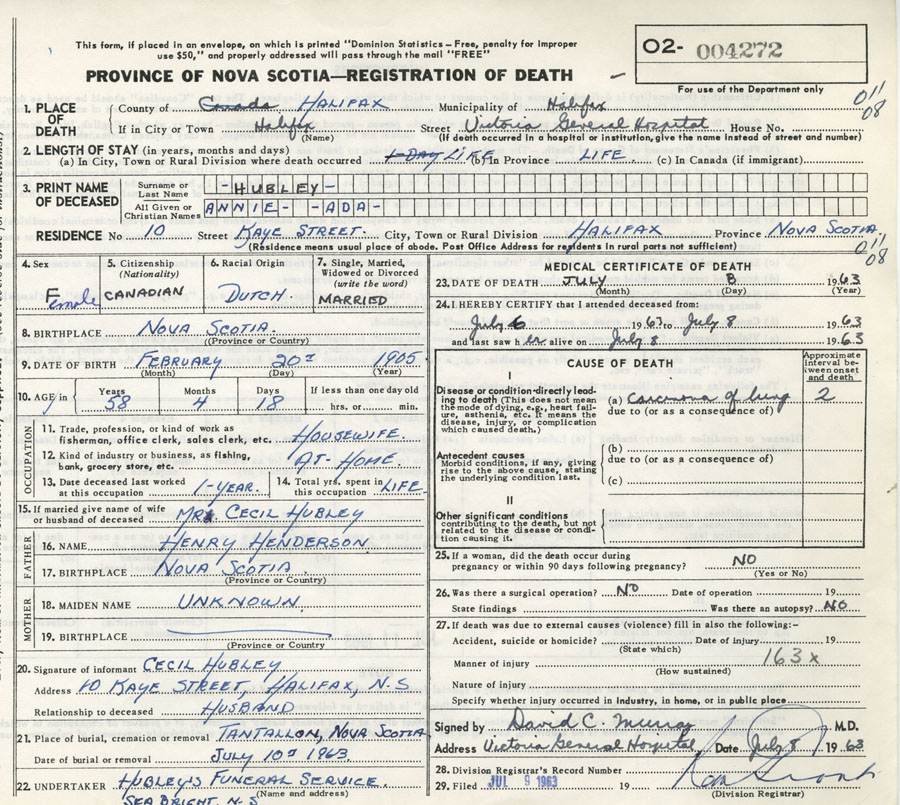 This form, if placed in an envelope, on which is printed "Dominion Statistics – Free, penalty for improper
use $50," and properly addressed will pass through the mail "FREE"
O2- 004272
For use of the Department only
PROVINCE OF NOVA SCOTIA—REGISTRATION OF DEATH
011
08
1. PLACE OF DEATH
County of Canada HALIFAX Municipality of Halifax
If in City or Town Halifax (Name) Street Victoria General Hospital House No.
(If death occurred in a hospital or institution, give the name instead of street and number)
2. LENGTH OF STAY (in years, months and days)
(a) In City, Town or Rural Division where death occurred 1-DAY LIFE (b) In Province LIFE (c) In Canada (if immigrant)
3. PRINT NAME OF DECEASED
Surname or Last Name -HUBLEY-
All Given or Christian Names ANNIE- -ADA-
RESIDENCE No 10 Street KAYE STREET City, Town or Rural Division HALIFAX Province NOVA SCOTIA
(Residence means usual place of abode. Post Office Address for residents in rural parts not sufficient)
011
08
4. Sex Female
5. Citizenship (Nationality) CANADIAN
6. Racial Origin DUTCH
7. Single, Married, Widowed or Divorced (write the word) MARRIED
8. BIRTHPLACE NOVA SCOTIA
(Province or Country)
9. DATE OF BIRTH FEBRUARY 20th 1905
(Month) (Day) (Year)
10. AGE in Years 58 Months 4 Days 18 If less than one day old hrs. or min.
OCCUPATION
11. Trade, profession or kind of work as fisherman, office clerk, sales clerk, etc. HOUSEWIFE
12. Kind of industry or business, as fishing, bank, grocery store, etc. AT-HOME
13. Date deceased last worked at this occupation 1-YEAR.
14. Total yrs. spent in this occupation LIFE
15. If married give name of wife or husband of deceased MR. CECIL HUBLEY
FATHER
16. NAME HENRY HENDERSON
17. BIRTHPLACE NOVA SCOTIA
(Province or Country)
MOTHER
18. MAIDEN NAME UNKNOWN
19. BIRTHPLACE
(Province or Country)
20. Signature of informant CECIL HUBLEY
Address 10 KAYE STREET, HALIFAX, N.S
Relationship to deceased HUSBAND
21. Place of burial, cremation or removal TANTALLON, NOVA SCOTIA
Date of burial or removal JULY 10th 1963
22. UNDERTAKER HUBLEY'S FUNERAL SERVICE.
(Name and address)
SEABRIGHT, N.S
MEDICAL CERTIFICATE OF DEATH
23. DATE OF DEATH JULY 8 1963
(Month) (Day) (Year)
24. I HEREBY CERTIFY that I attended deceased from:
July 6 1963 to July 8 1963
and last saw her alive on July 8 1963
CAUSE OF DEATH
Approximate interval between onset and death
I
Disease or condition directly leading to death (This does not mean the mode of dying, e.g., heart failure, asthenia, etc. It means the disease, injury, or complication which caused death.)
(a) Carcinoma of lung 2
due to (or as a consequence of)
Antecedent causes
Morbid conditions, if any, giving rise to the above cause, stating the underlying condition last.
(b)
due to (or as a consequence of)
(c)
II
Other significant conditions
contributing to the death, but not related to the disease or condition causing it.
25. If a woman, did the death occur during pregnancy or within 90 days following pregnancy? NO
(Yes or No)
26. Was there a surgical operation? NO Date of operation 19
State findings Was there an autopsy? NO
27. If death was due to external causes (violence) fill in also the following:-
Accident, suicide or homicide? Date of injury 19
(State which)
Manner of injury 163x
(How sustained)
Nature of injury
Specify whether injury occurred in industry, in home, or in public place
Signed by David C. Murray M.D.
Address Victoria General Hospital Date July 8 1963
28. Division Registrar's Record Number
29. Filed JUL 9 1963 19
(Division Registrar)